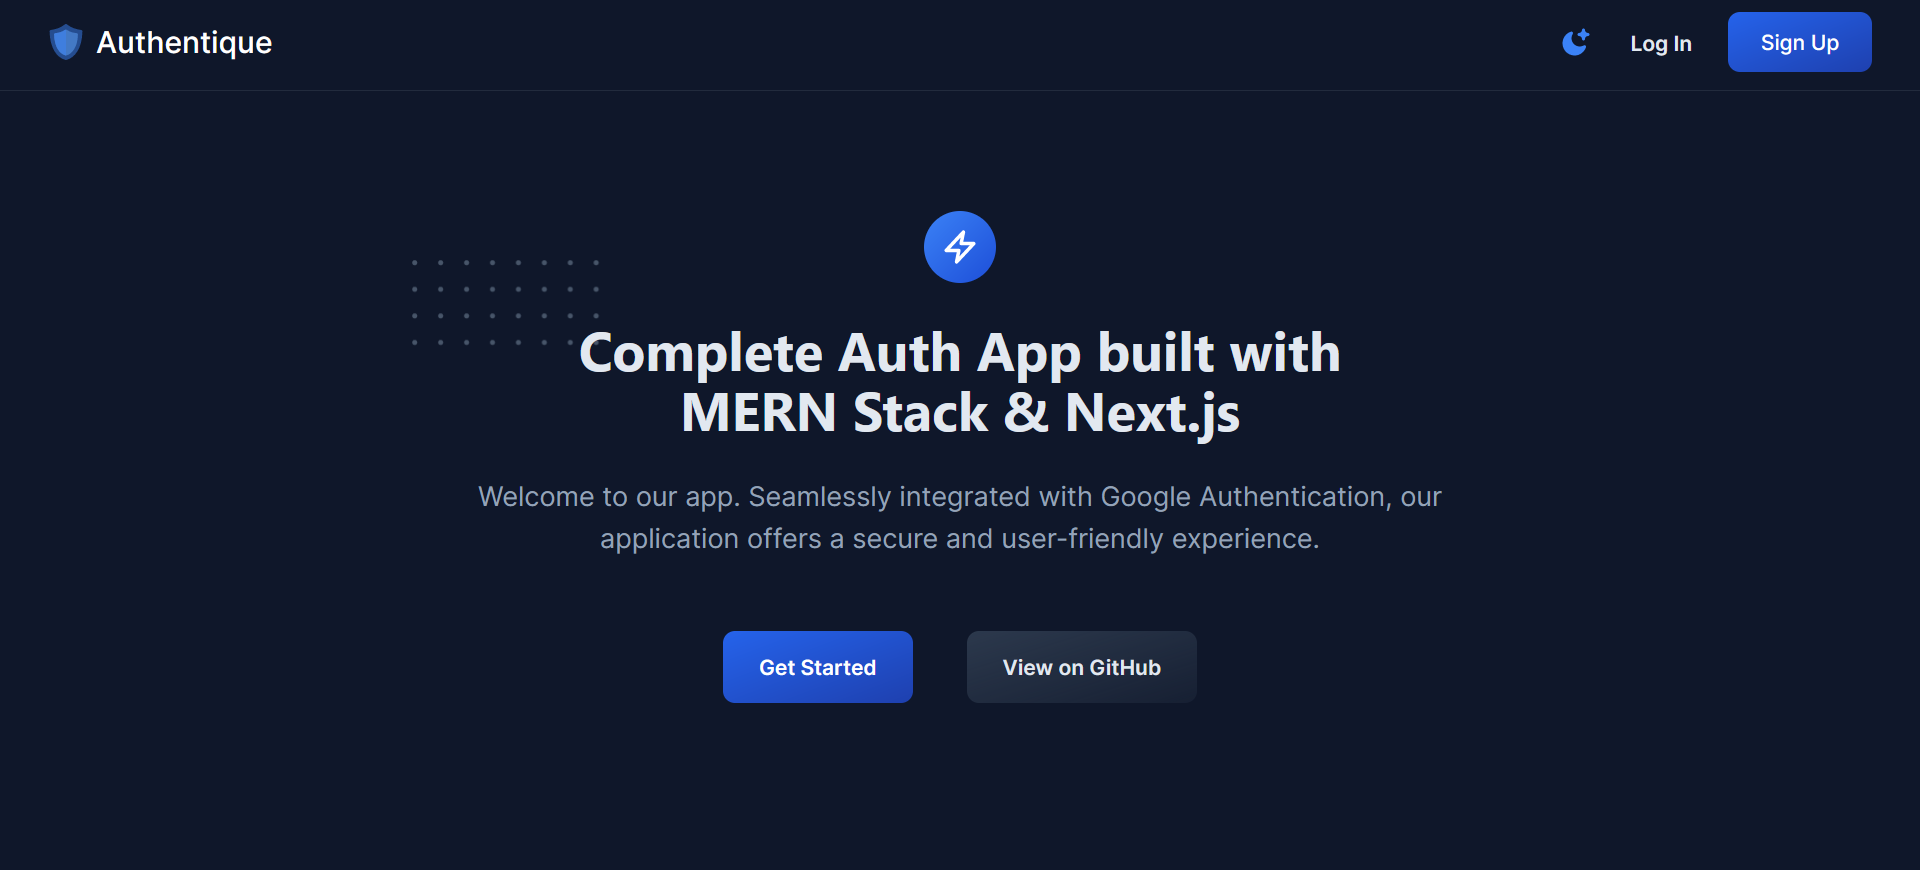 Authentique
Log In
Sign Up
Complete Auth App built with
MERN Stack & Next.js
Welcome to our app. Seamlessly integrated with Google Authentication, our
application offers a secure and user-friendly experience.
Get Started
View on GitHub